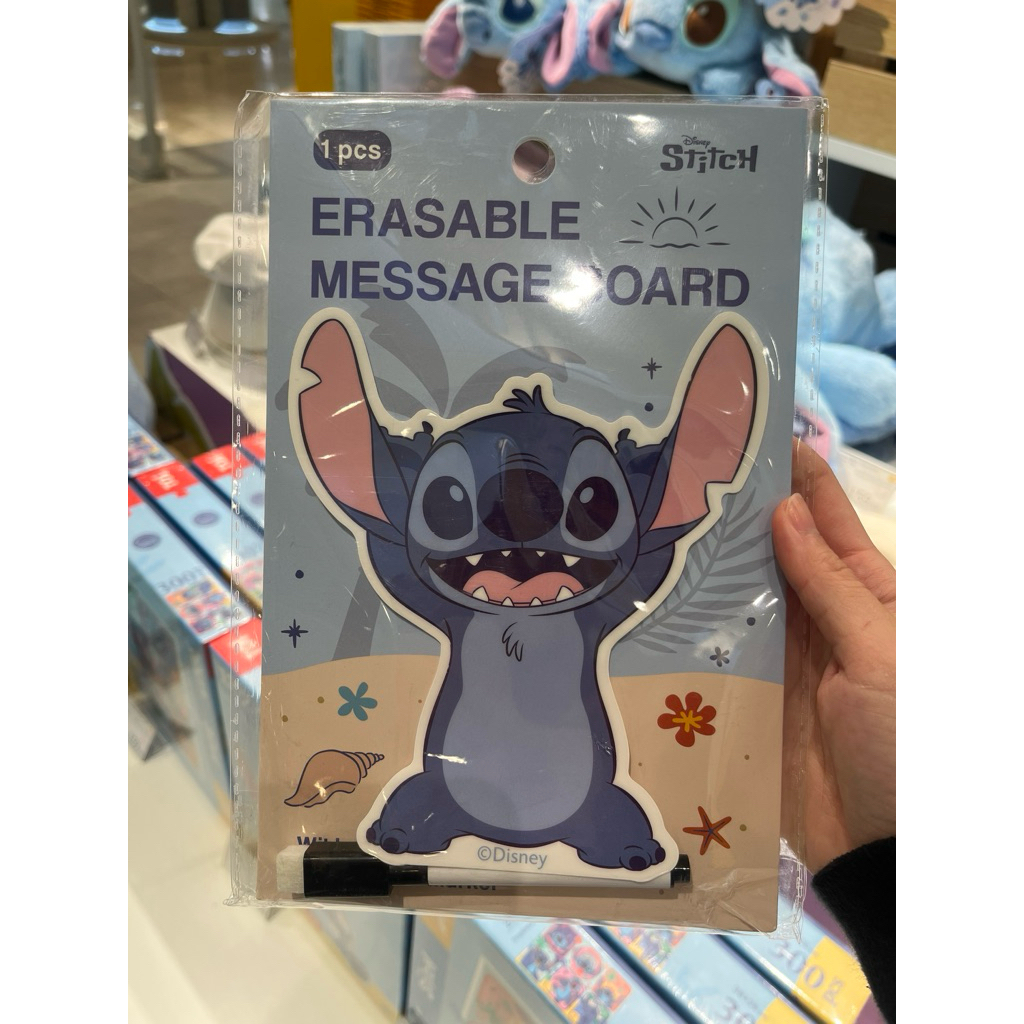 1 pcs
Disney
STITCH
ERASABLE
MESSAGE BOARD
©Disney